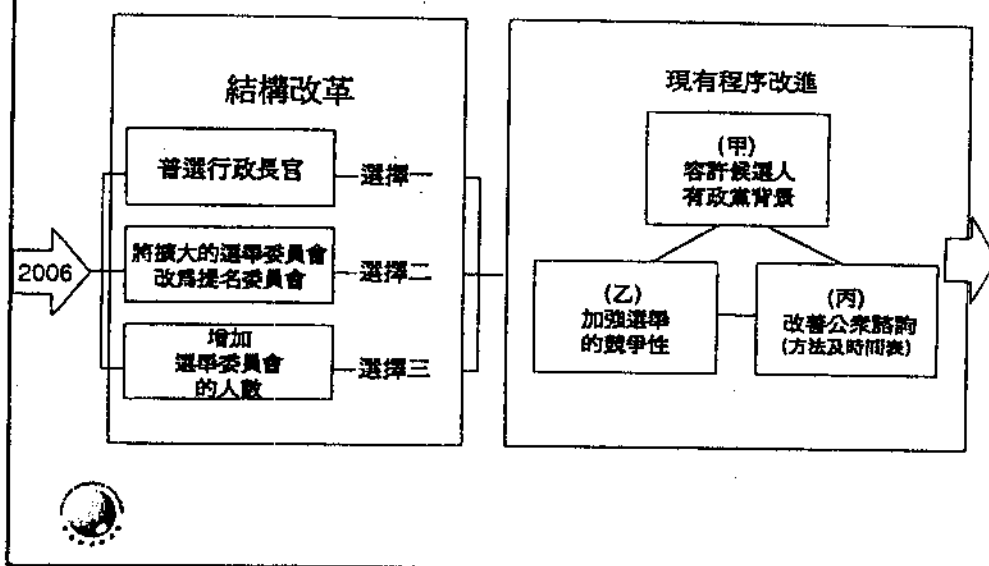 結構改革
普選行政長官
選擇一
2006
將擴大的選舉委員會
改爲提名委員會
選擇二
增加
選舉委員會
的人數
選擇三
現有程序改進
(甲)
容許候選人
有政黨背景
(乙)
加強選舉
的競爭性
(丙)
改善公衆諮詢
(方法及時間表)